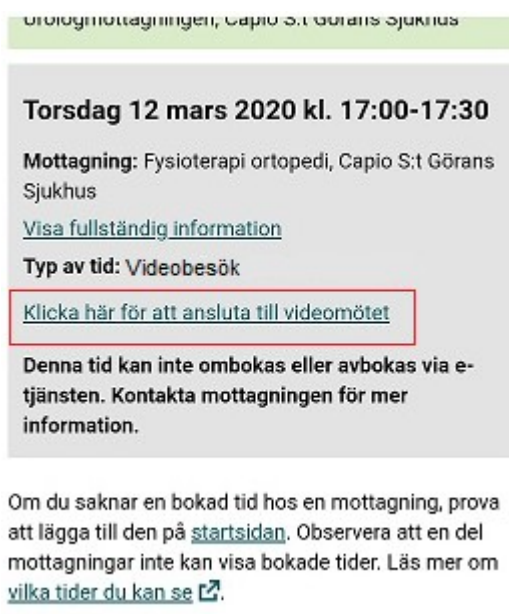 Urologmottagningen, Capio S:t Görans Sjukhus
Torsdag 12 mars 2020 kl. 17:00-17:30
Mottagning: Fysioterapi ortopedi, Capio S:t Görans
Sjukhus
Visa fullständig information
Typ av tid: Videobesök
Klicka här för att ansluta till videomötet
Denna tid kan inte ombokas eller avbokas via e-
tjänsten. Kontakta mottagningen för mer
information.
Om du saknar en bokad tid hos en mottagning, prova
att lägga till den på startsidan. Observera att en del
mottagningar inte kan visa bokade tider. Läs mer om
vilka tider du kan se.